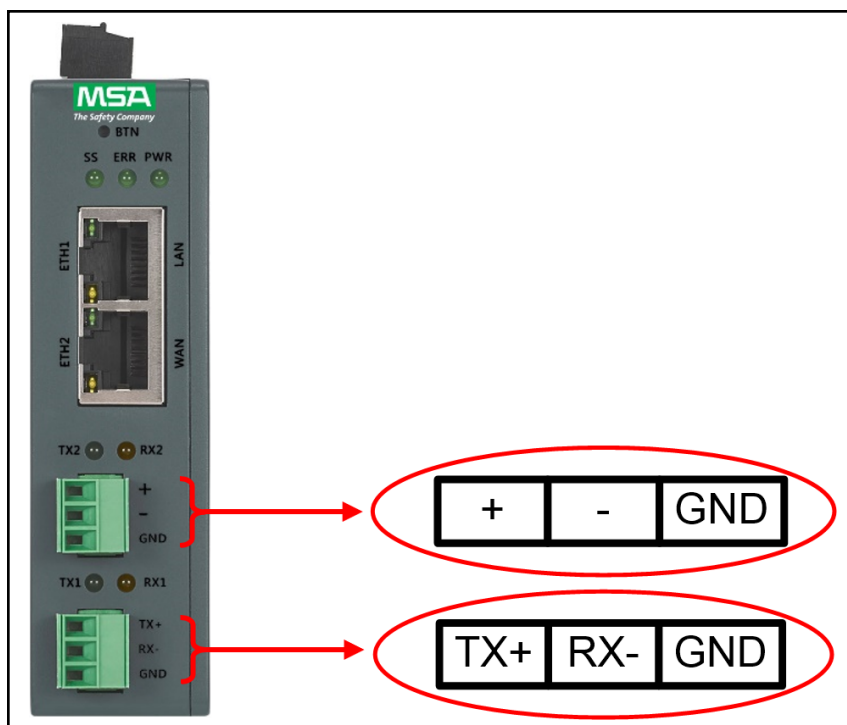 MSA
The Safety Company
BTN
SS ERR PWR
ETH1 LAN
ETH2 WAN
TX2 RX2
+
-
GND
+ - GND
TX1 RX1
TX+
RX-
GND
TX+ RX- GND